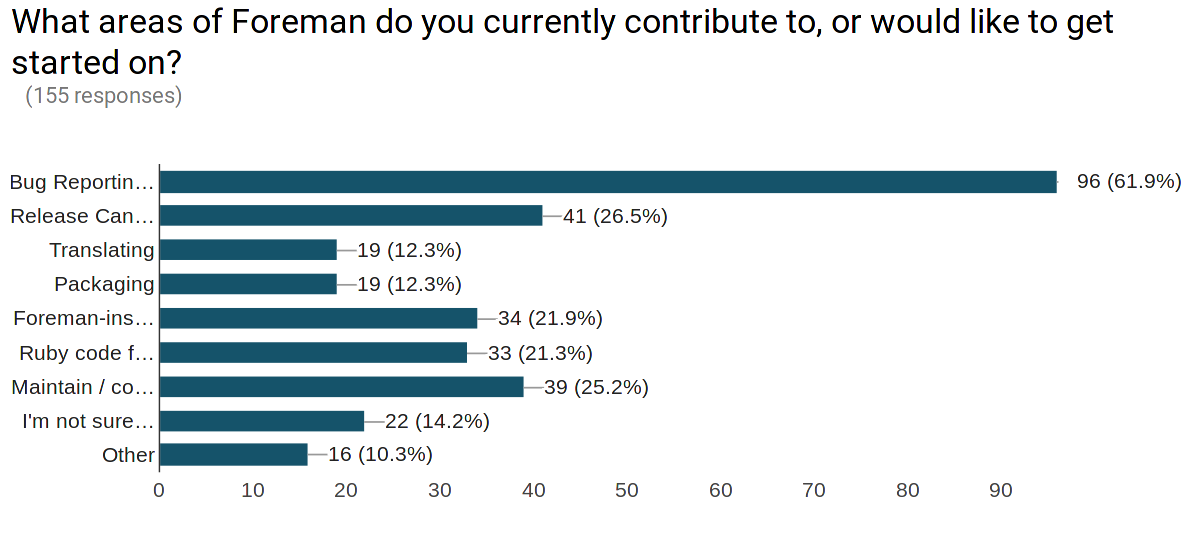 What areas of Foreman do you currently contribute to, or would like to get
started on?
(155 responses)
Bug Reportin… 96 (61.9%)
Release Can… 41 (26.5%)
Translating 19 (12.3%)
Packaging 19 (12.3%)
Foreman-ins… 34 (21.9%)
Ruby code f… 33 (21.3%)
Maintain / co… 39 (25.2%)
I'm not sure… 22 (14.2%)
Other 16 (10.3%)
0 10 20 30 40 50 60 70 80 90